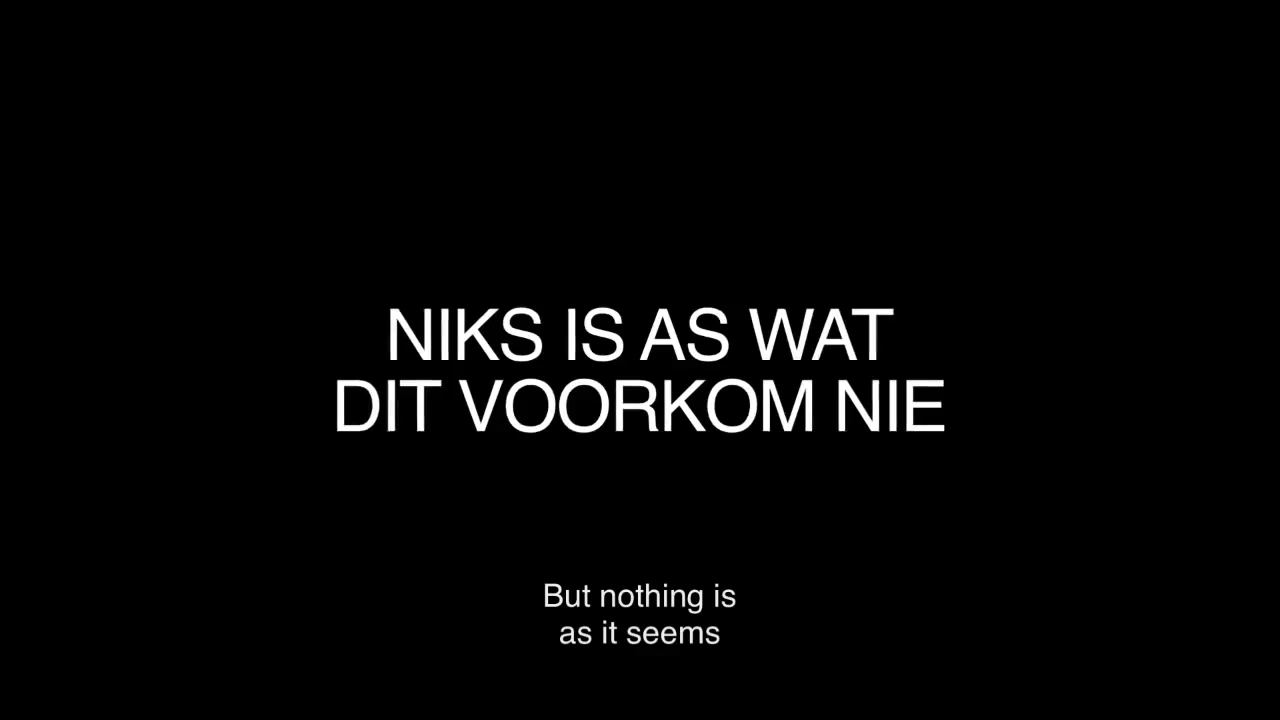 NIKS IS AS WAT
DIT VOORKOM NIE
But nothing is
as it seems